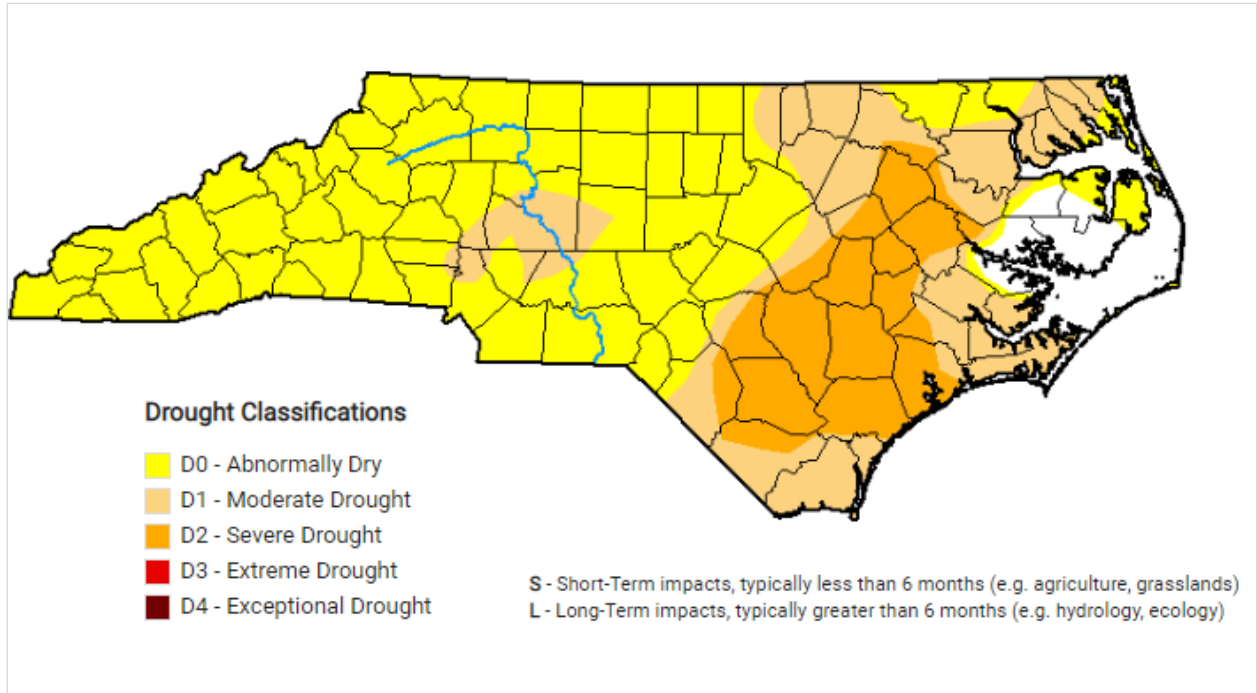 Drought Classifications
D0 - Abnormally Dry
D1 - Moderate Drought
D2 - Severe Drought
D3 - Extreme Drought
D4 - Exceptional Drought
S - Short-Term impacts, typically less than 6 months (e.g. agriculture, grasslands)
L - Long-Term impacts, typically greater than 6 months (e.g. hydrology, ecology)